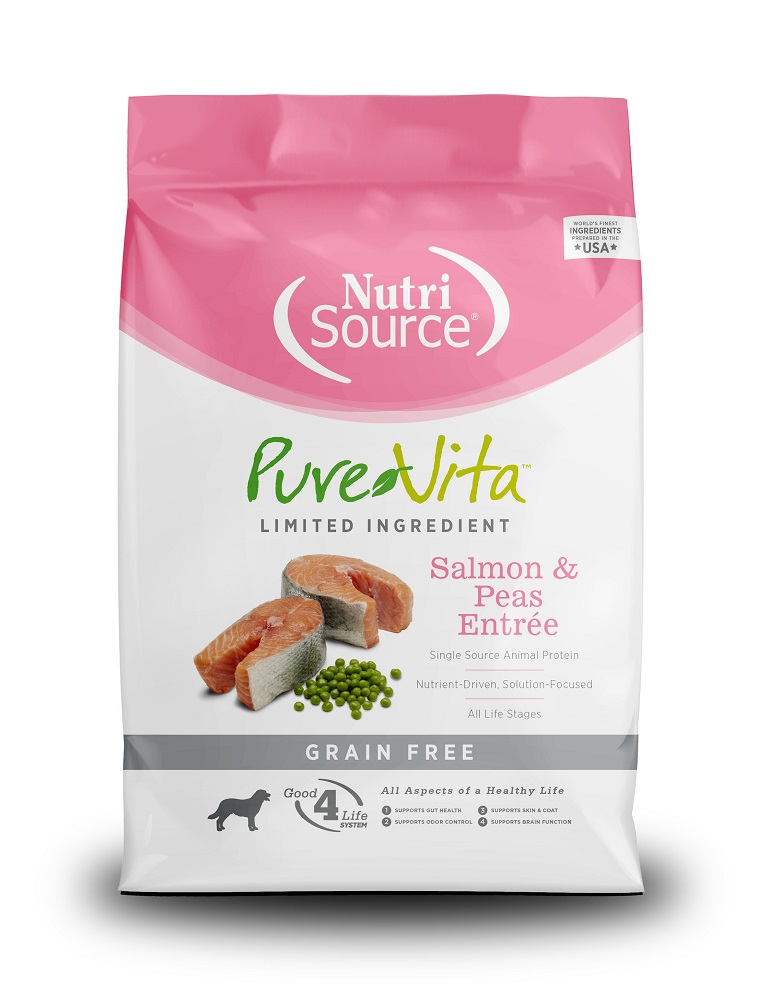 WORLD'S FINEST
INGREDIENTS
PREPARED IN THE
★USA★
Nutri
Source®
PureVita™
LIMITED INGREDIENT
Salmon &
Peas
Entrée
Single Source Animal Protein
Nutrient-Driven, Solution-Focused
All Life Stages
GRAIN FREE
Good
4
Life
SYSTEM
All Aspects of a Healthy Life
1 SUPPORTS GUT HEALTH
3 SUPPORTS SKIN & COAT
2 SUPPORTS ODOR CONTROL
4 SUPPORTS BRAIN FUNCTION